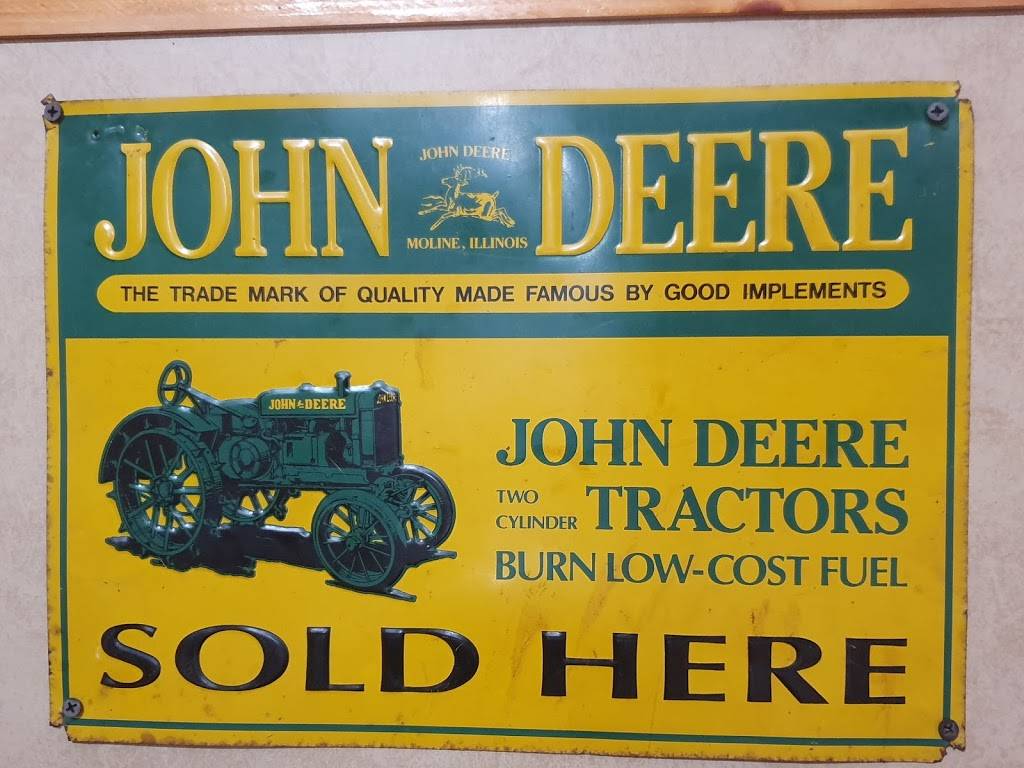 JOHN DEERE
JOHN DEERE
MOLINE, ILLINOIS
THE TRADE MARK OF QUALITY MADE FAMOUS BY GOOD IMPLEMENTS
JOHN DEERE
JOHN DEERE
TWO CYLINDER TRACTORS
BURN LOW-COST FUEL
SOLD HERE